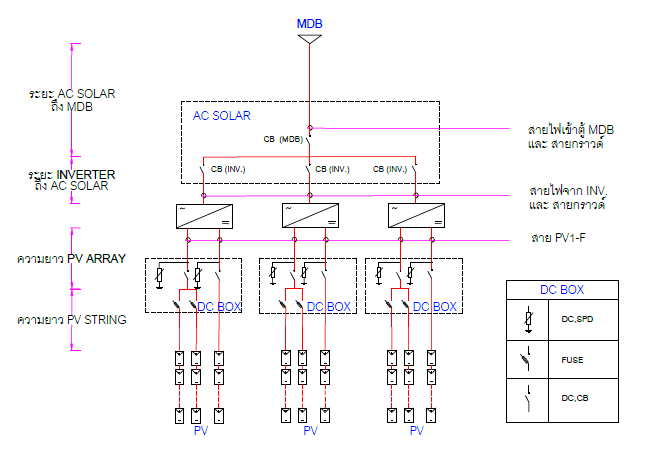 MDB
ระยะ AC SOLAR
ถึง MDB
AC SOLAR
CB (MDB)
สายไฟเข้าตู้ MDB
และ สายกราวด์
ระยะ INVERTER
ถึง AC SOLAR
CB (INV.)
CB (INV.)
CB (INV.)
สายไฟจาก INV.
และ สายกราวด์
สาย PV1-F
ความยาว PV ARRAY
DC BOX
DC BOX
DC BOX
ความยาว PV STRING
PV
PV
PV
DC BOX
DC,SPD
FUSE
DC,CB